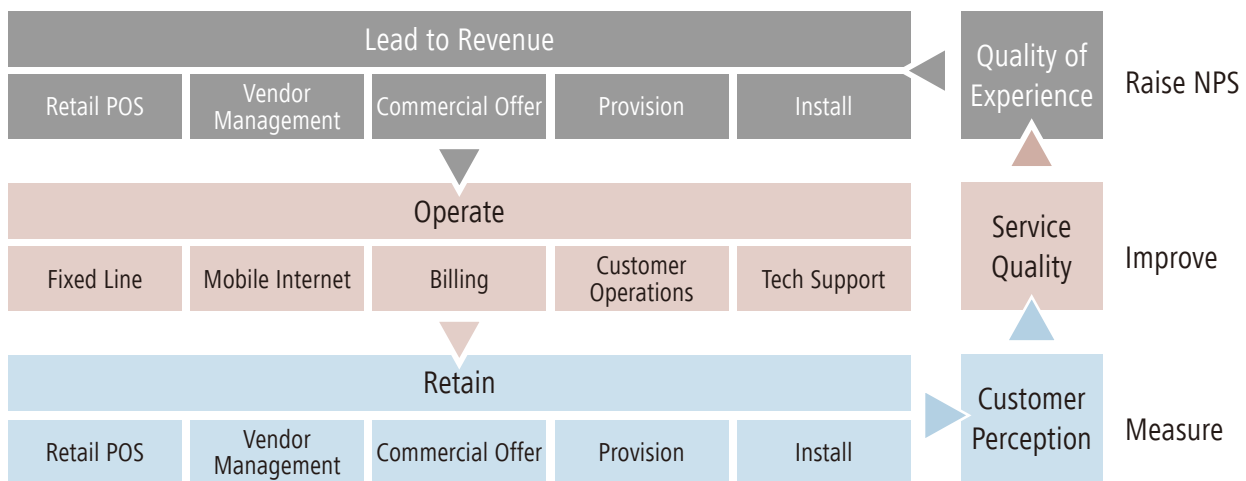 Lead to Revenue
Retail POS
Vendor
Management
Commercial Offer
Provision
Install
Quality of
Experience
Raise NPS
Operate
Fixed Line
Mobile Internet
Billing
Customer
Operations
Tech Support
Service
Quality
Improve
Retain
Retail POS
Vendor
Management
Commercial Offer
Provision
Install
Customer
Perception
Measure